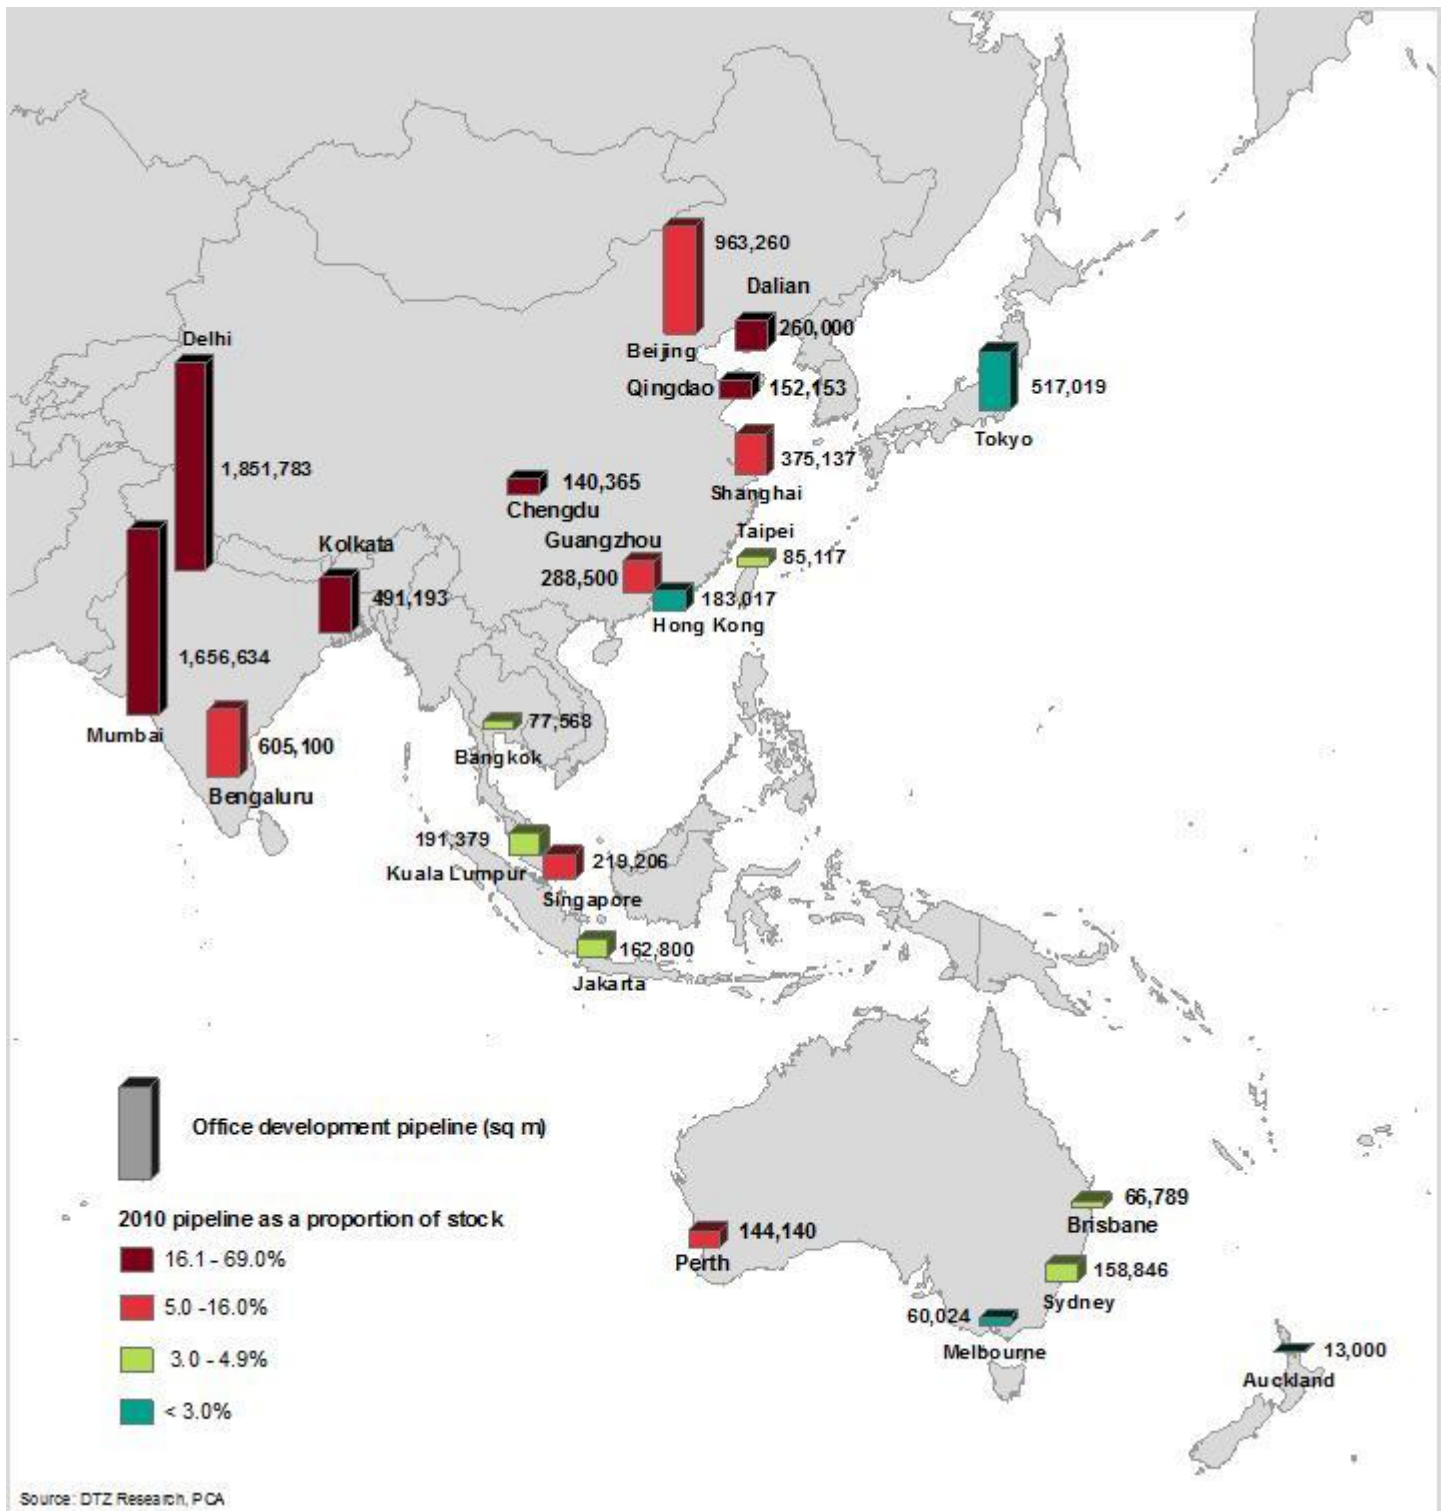 963,260
Dalian
260,000
Beijing
Delhi
Qingdao
152,153
517,019
Tokyo
375,137
1,851,783
Shanghai
140,365
Chengdu
Taipei
Kolkata
Guangzhou
85,117
288,500
491,193
183,017
Hong Kong
1,656,634
77,568
Mumbai
605,100
Bangkok
Bengaluru
191,379
219,206
Kuala Lumpur
Singapore
162,800
Jakarta
Office development pipeline (sq m)
66,789
2010 pipeline as a proportion of stock
Brisbane
144,140
16.1 - 69.0%
Perth
158,846
5.0 -16.0%
Sydney
60,024
Melbourne
13,000
3.0 - 4.9%
Auckland
< 3.0%
Source: DTZ Research, PCA